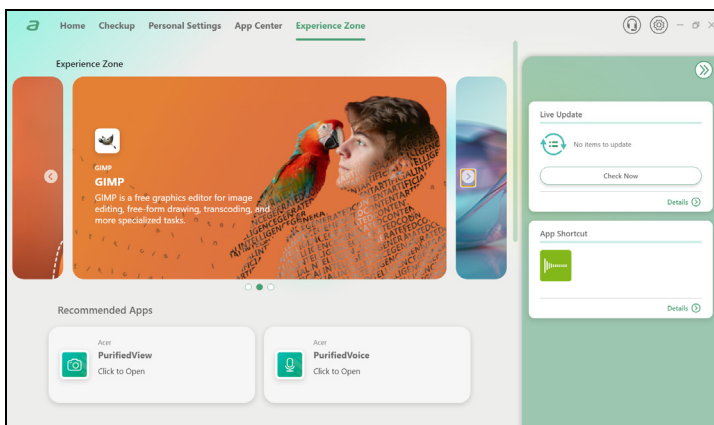 Home Checkup Personal Settings App Center Experience Zone
Experience Zone
GIMP
GIMP
GIMP is a free graphics editor for image
editing, free-form drawing, transcoding, and
more specialized tasks.
Recommended Apps
Acer
PurifiedView
Click to Open
Acer
PurifiedVoice
Click to Open
Live Update
No items to update
Check Now
Details
App Shortcut
Details